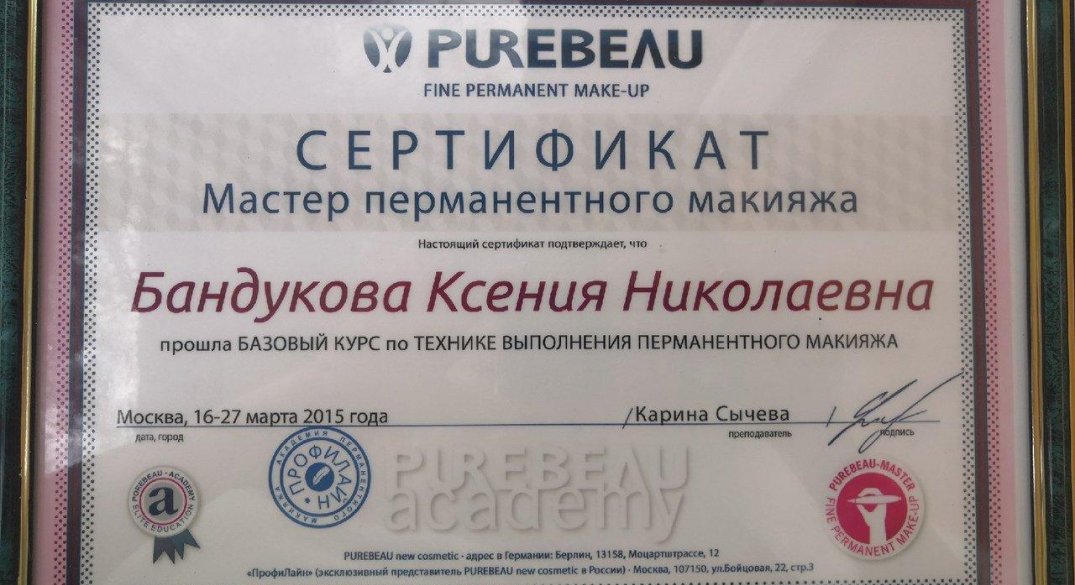 PUREBEAU
FINE PERMANENT MAKE-UP
СЕРТИФИКАТ
Мастер перманентного макияжа
Настоящий сертификат подтверждает, что
Бандукова Ксения Николаевна
прошла БАЗОВЫЙ КУРС по ТЕХНИКЕ ВЫПОЛНЕНИЯ ПЕРМАНЕНТНОГО МАКИЯЖА
Москва, 16-27 марта 2015 года /Карина Сычева /
дата, город преподаватель подпись
PUREBEAU - ACADEMY
a
ELITE EDUCATION
АКАДЕМИЯ ПЕРМАНЕНТНОГО МАКИЯЖА
ПРОФИЛАЙН
PUREBEAU
academy
PUREBEAU-MASTER
FINE PERMANENT MAKE-UP
PUREBEAU new cosmetic · адрес в Германии: Берлин, 13158, Моцартштрассе, 12
«ПрофиЛайн» (эксклюзивный представитель PUREBEAU new cosmetic в России) · Москва, 107150, ул.Бойцовая, 22, стр.3